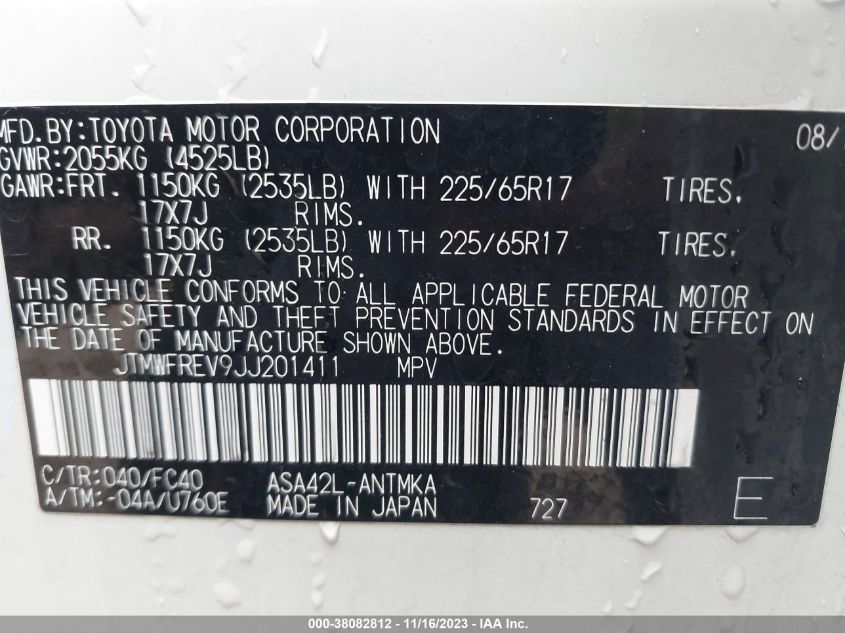 MFD.BY:TOYOTA MOTOR CORPORATION 08/
GVWR:2055KG (4525LB)
GAWR:FRT. 1150KG (2535LB) WITH 225/65R17 TIRES.
17X7J RIMS.
RR. 1150KG (2535LB) WITH 225/65R17 TIRES.
17X7J RIMS.
THIS VEHICLE CONFORMS TO ALL APPLICABLE FEDERAL MOTOR
VEHICLE SAFETY AND THEFT PREVENTION STANDARDS IN EFFECT ON
THE DATE OF MANUFACTURE SHOWN ABOVE.
JTMWFREV9JJ201411 MPV
C/TR:040/FC40 ASA42L-ANTMKA
A/TM:-04A/U760E MADE IN JAPAN 727 E
000-38082812 - 11/16/2023 - IAA Inc.